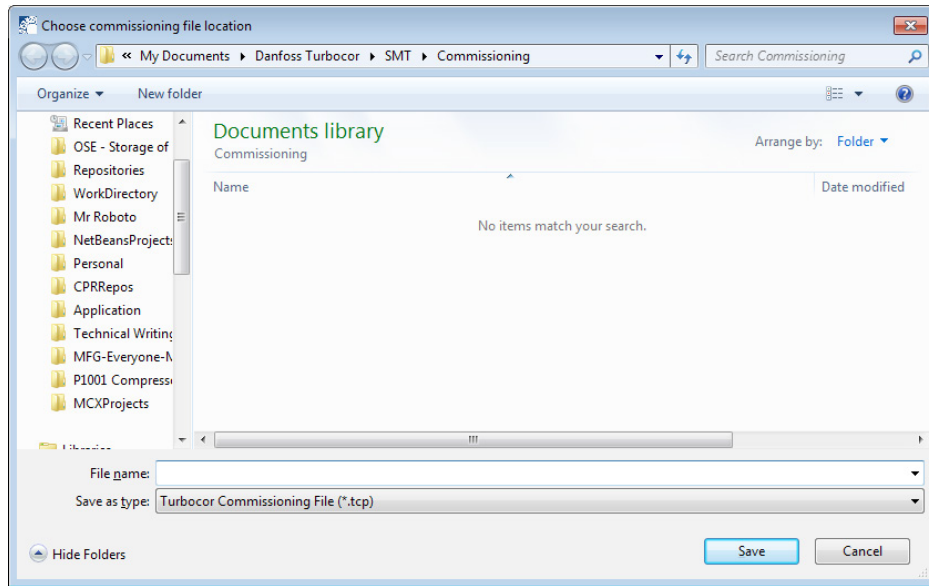 Choose commissioning file location
« My Documents ▸ Danfoss Turbocor ▸ SMT ▸ Commissioning
Search Commissioning
Organize ▾ New folder
Recent Places
OSE - Storage of
Repositories
WorkDirectory
Mr Roboto
NetBeansProjects
Personal
CPRRepos
Application
Technical Writing
MFG-Everyone-
P1001 Compress
MCXProjects
Libraries
Documents library
Commissioning
Arrange by: Folder ▾
Name Date modified
No items match your search.
File name:
Save as type: Turbocor Commissioning File (*.tcp)
Hide Folders
Save Cancel